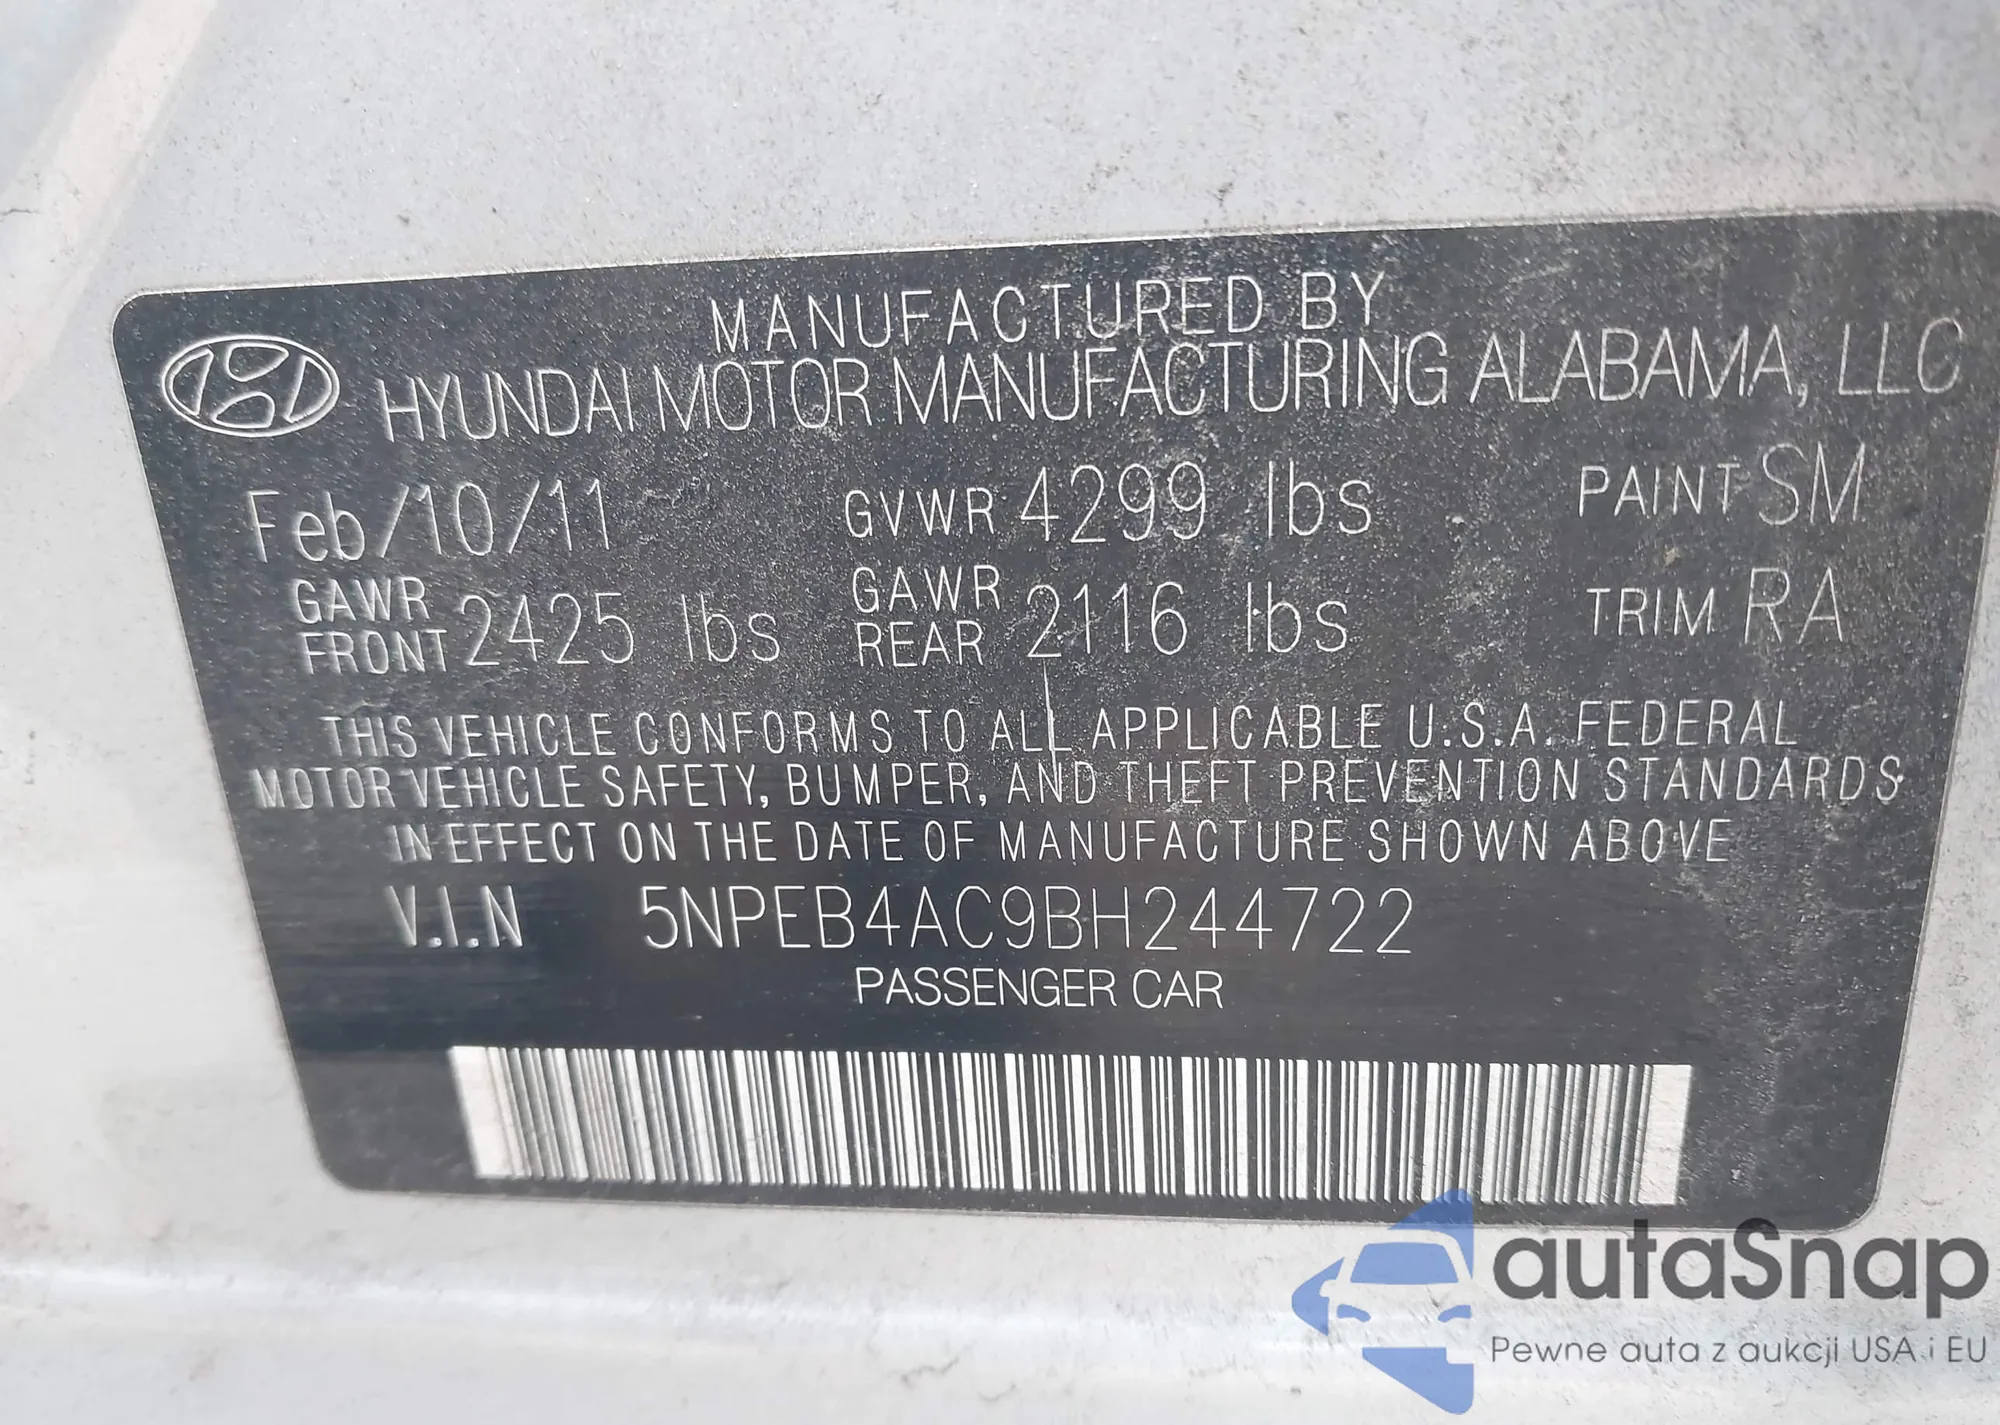 MANUFACTURED BY
HYUNDAI MOTOR MANUFACTURING ALABAMA, LLC
Feb/10/11 GVWR 4299 lbs PAINT SM
GAWR FRONT 2425 lbs GAWR REAR 2116 lbs TRIM RA
THIS VEHICLE CONFORMS TO ALL APPLICABLE U.S.A. FEDERAL
MOTOR VEHICLE SAFETY, BUMPER, AND THEFT PREVENTION STANDARDS
IN EFFECT ON THE DATE OF MANUFACTURE SHOWN ABOVE
V.I.N 5NPEB4AC9BH244722
PASSENGER CAR
autaSnap
Pewne auta z aukcji USA i EU